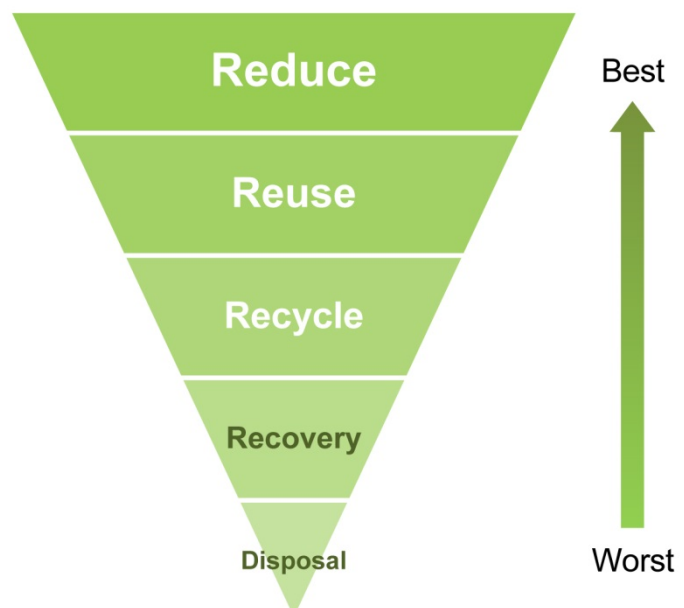 Reduce
Best
Reuse
Recycle
Recovery
Disposal
Worst